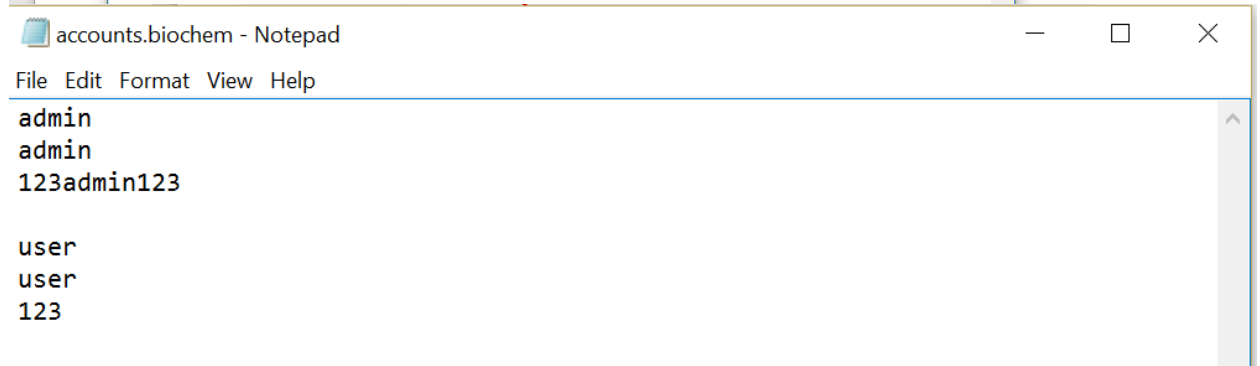 accounts.biochem - Notepad
File Edit Format View Help
admin
admin
123admin123
user
user
123